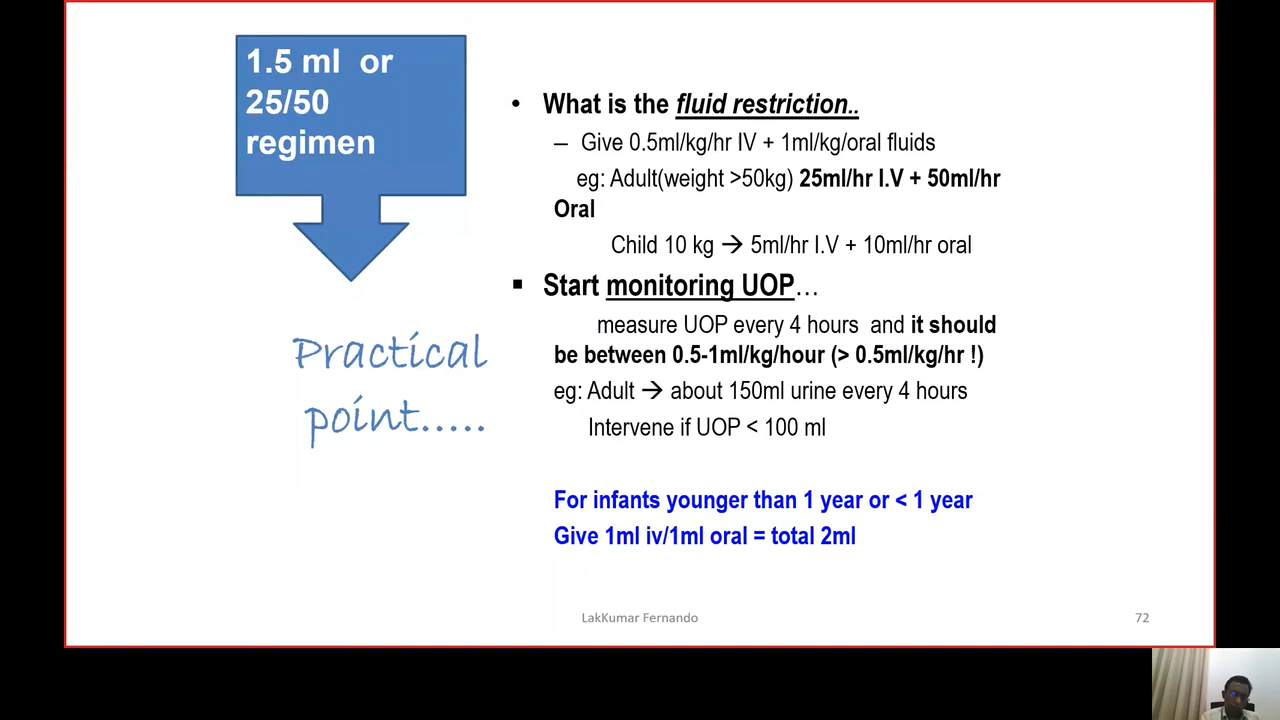 1.5 ml or
25/50
regimen
Practical
point.....
• What is the fluid restriction..
– Give 0.5ml/kg/hr IV + 1ml/kg/oral fluids
eg: Adult(weight >50kg) 25ml/hr I.V + 50ml/hr
Oral
Child 10 kg → 5ml/hr I.V + 10ml/hr oral
▪ Start monitoring UOP…
measure UOP every 4 hours and it should
be between 0.5-1ml/kg/hour (> 0.5ml/kg/hr !)
eg: Adult → about 150ml urine every 4 hours
Intervene if UOP < 100 ml
For infants younger than 1 year or < 1 year
Give 1ml iv/1ml oral = total 2ml
LakKumar Fernando
72